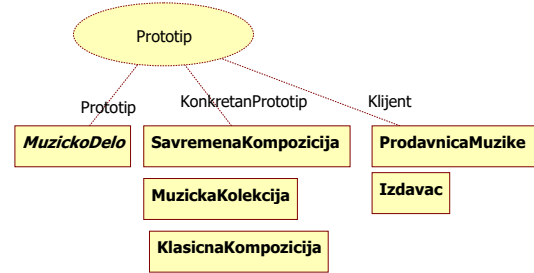 Prototip
Prototip KonkretanPrototip Klijent
MuzickoDelo SavremenaKompozicija ProdavnicaMuzike
MuzickaKolekcija Izdavac
KlasicnaKompozicija